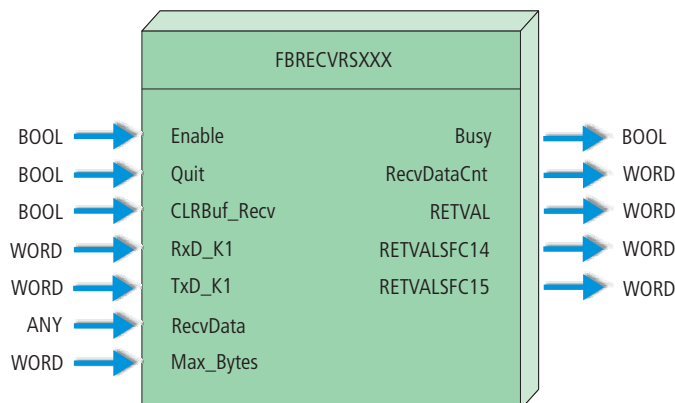 FBRECVRSXXX
BOOL Enable Busy BOOL
BOOL Quit RecvDataCnt WORD
BOOL CLRBuf_Recv RETVAL WORD
WORD RxD_K1 RETVALSFC14 WORD
WORD TxD_K1 RETVALSFC15 WORD
ANY RecvData
WORD Max_Bytes